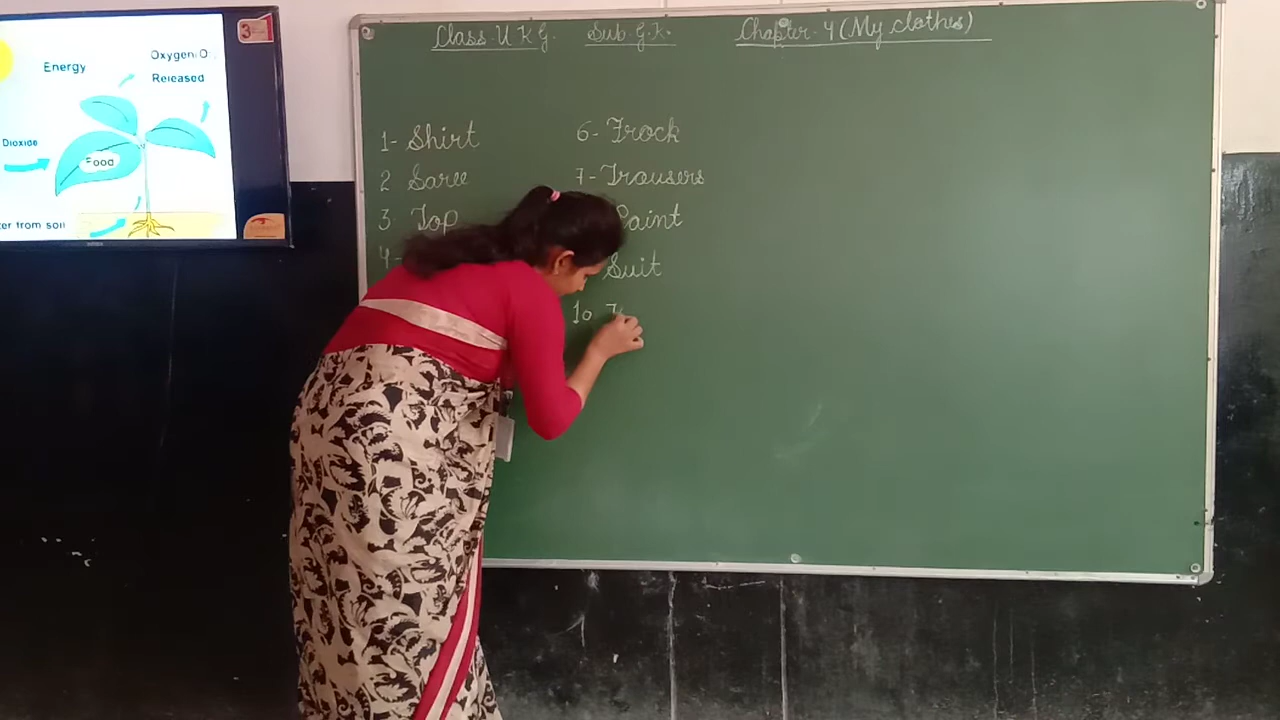 Class-U K G. Sub-G.K. Chapter-4 (My clothes)
1- Shirt
2 Saree
3 Top
4-
6- Frock
7- Trousers
Paint
Suit
10
3
Energy
Oxygen(O
Released
Dioxide
Food
from soil